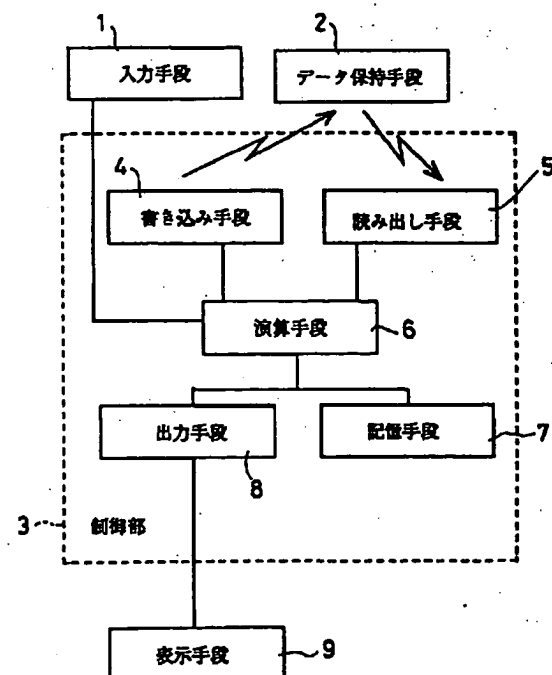 1
2
入力手段
データ保持手段
4
5
書き込み手段
読み出し手段
演算手段
6
出力手段
記憶手段
7
8
3
制御部
表示手段
9